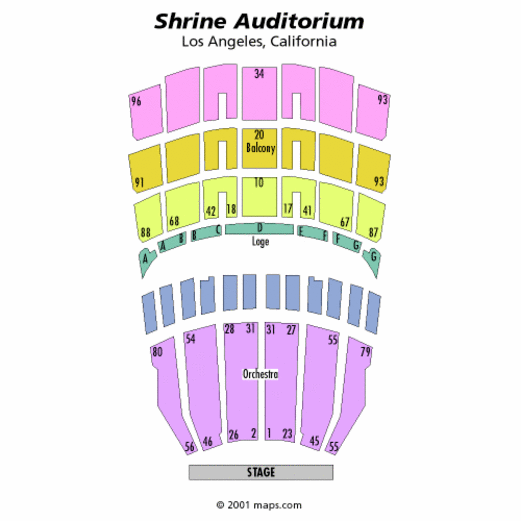 Shrine Auditorium
Los Angeles, California
34
96 93
20
Balcony
91 93
10
42 18 17 41
68 67
88 87
D
C E
B B F F
A G
A Loge G
28 31 31 27
54 55
80 79
Orchestra
26 2 1 23
46 45
56 55
STAGE
© 2001 maps.com